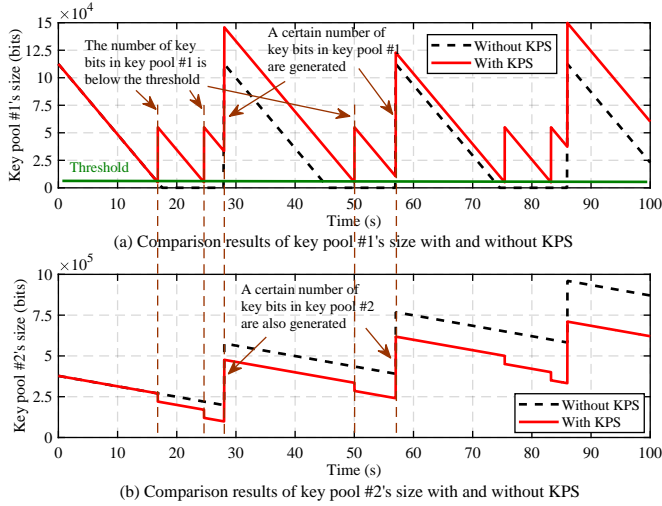 × 10⁴
Key pool #1's size (bits)
15
12.5
10
7.5
5
2.5
0
The number of key
bits in key pool #1 is
below the threshold
A certain number of
key bits in key pool #1
are generated
Without KPS
With KPS
Threshold
0 10 20 30 40 50 60 70 80 90 100
Time (s)
(a) Comparison results of key pool #1's size with and without KPS
× 10⁵
Key pool #2's size (bits)
10
7.5
5
2.5
0
A certain number of
key bits in key pool #2
are also generated
Without KPS
With KPS
0 10 20 30 40 50 60 70 80 90 100
Time (s)
(b) Comparison results of key pool #2's size with and without KPS